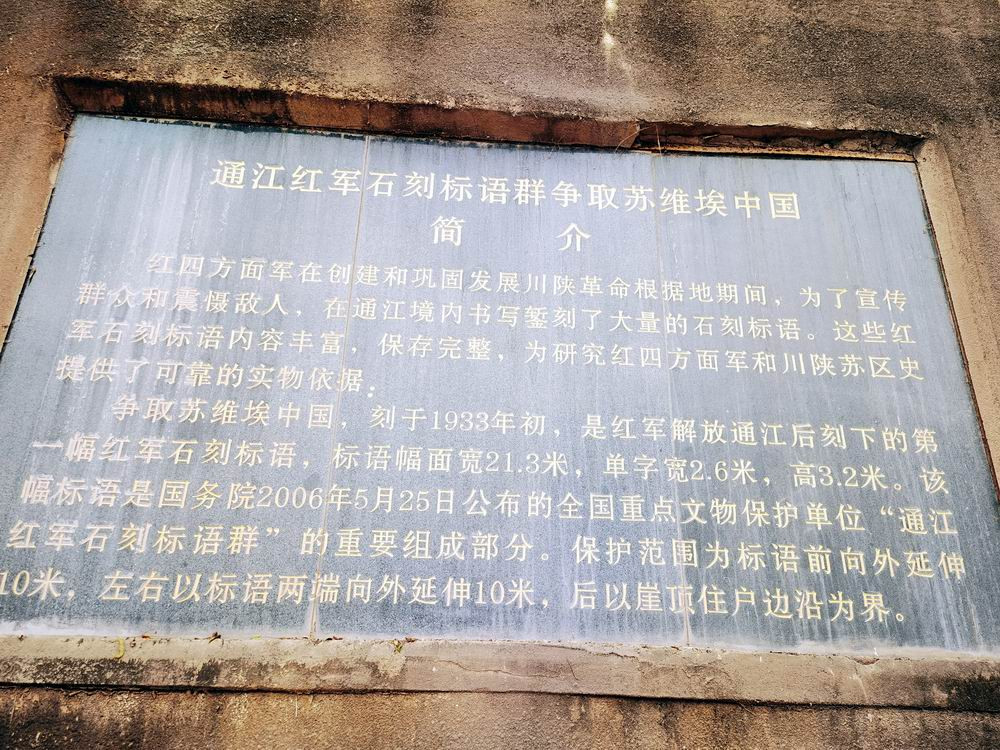 通江红军石刻标语群争取苏维埃中国
简 介
红四方面军在创建和巩固发展川陕革命根据地期间，为了宣传
群众和震慑敌人，在通江境内书写錾刻了大量的石刻标语。这些红
军石刻标语内容丰富，保存完整，为研究红四方面军和川陕苏区史
提供了可靠的实物依据；
争取苏维埃中国，刻于1933年初，是红军解放通江后刻下的第
一幅红军石刻标语，标语幅面宽21.3米，单字宽2.6米，高3.2米。该
幅标语是国务院2006年5月25日公布的全国重点文物保护单位“通江
红军石刻标语群”的重要组成部分。保护范围为标语前向外延伸
10米，左右以标语两端向外延伸10米，后以崖顶住户边沿为界。